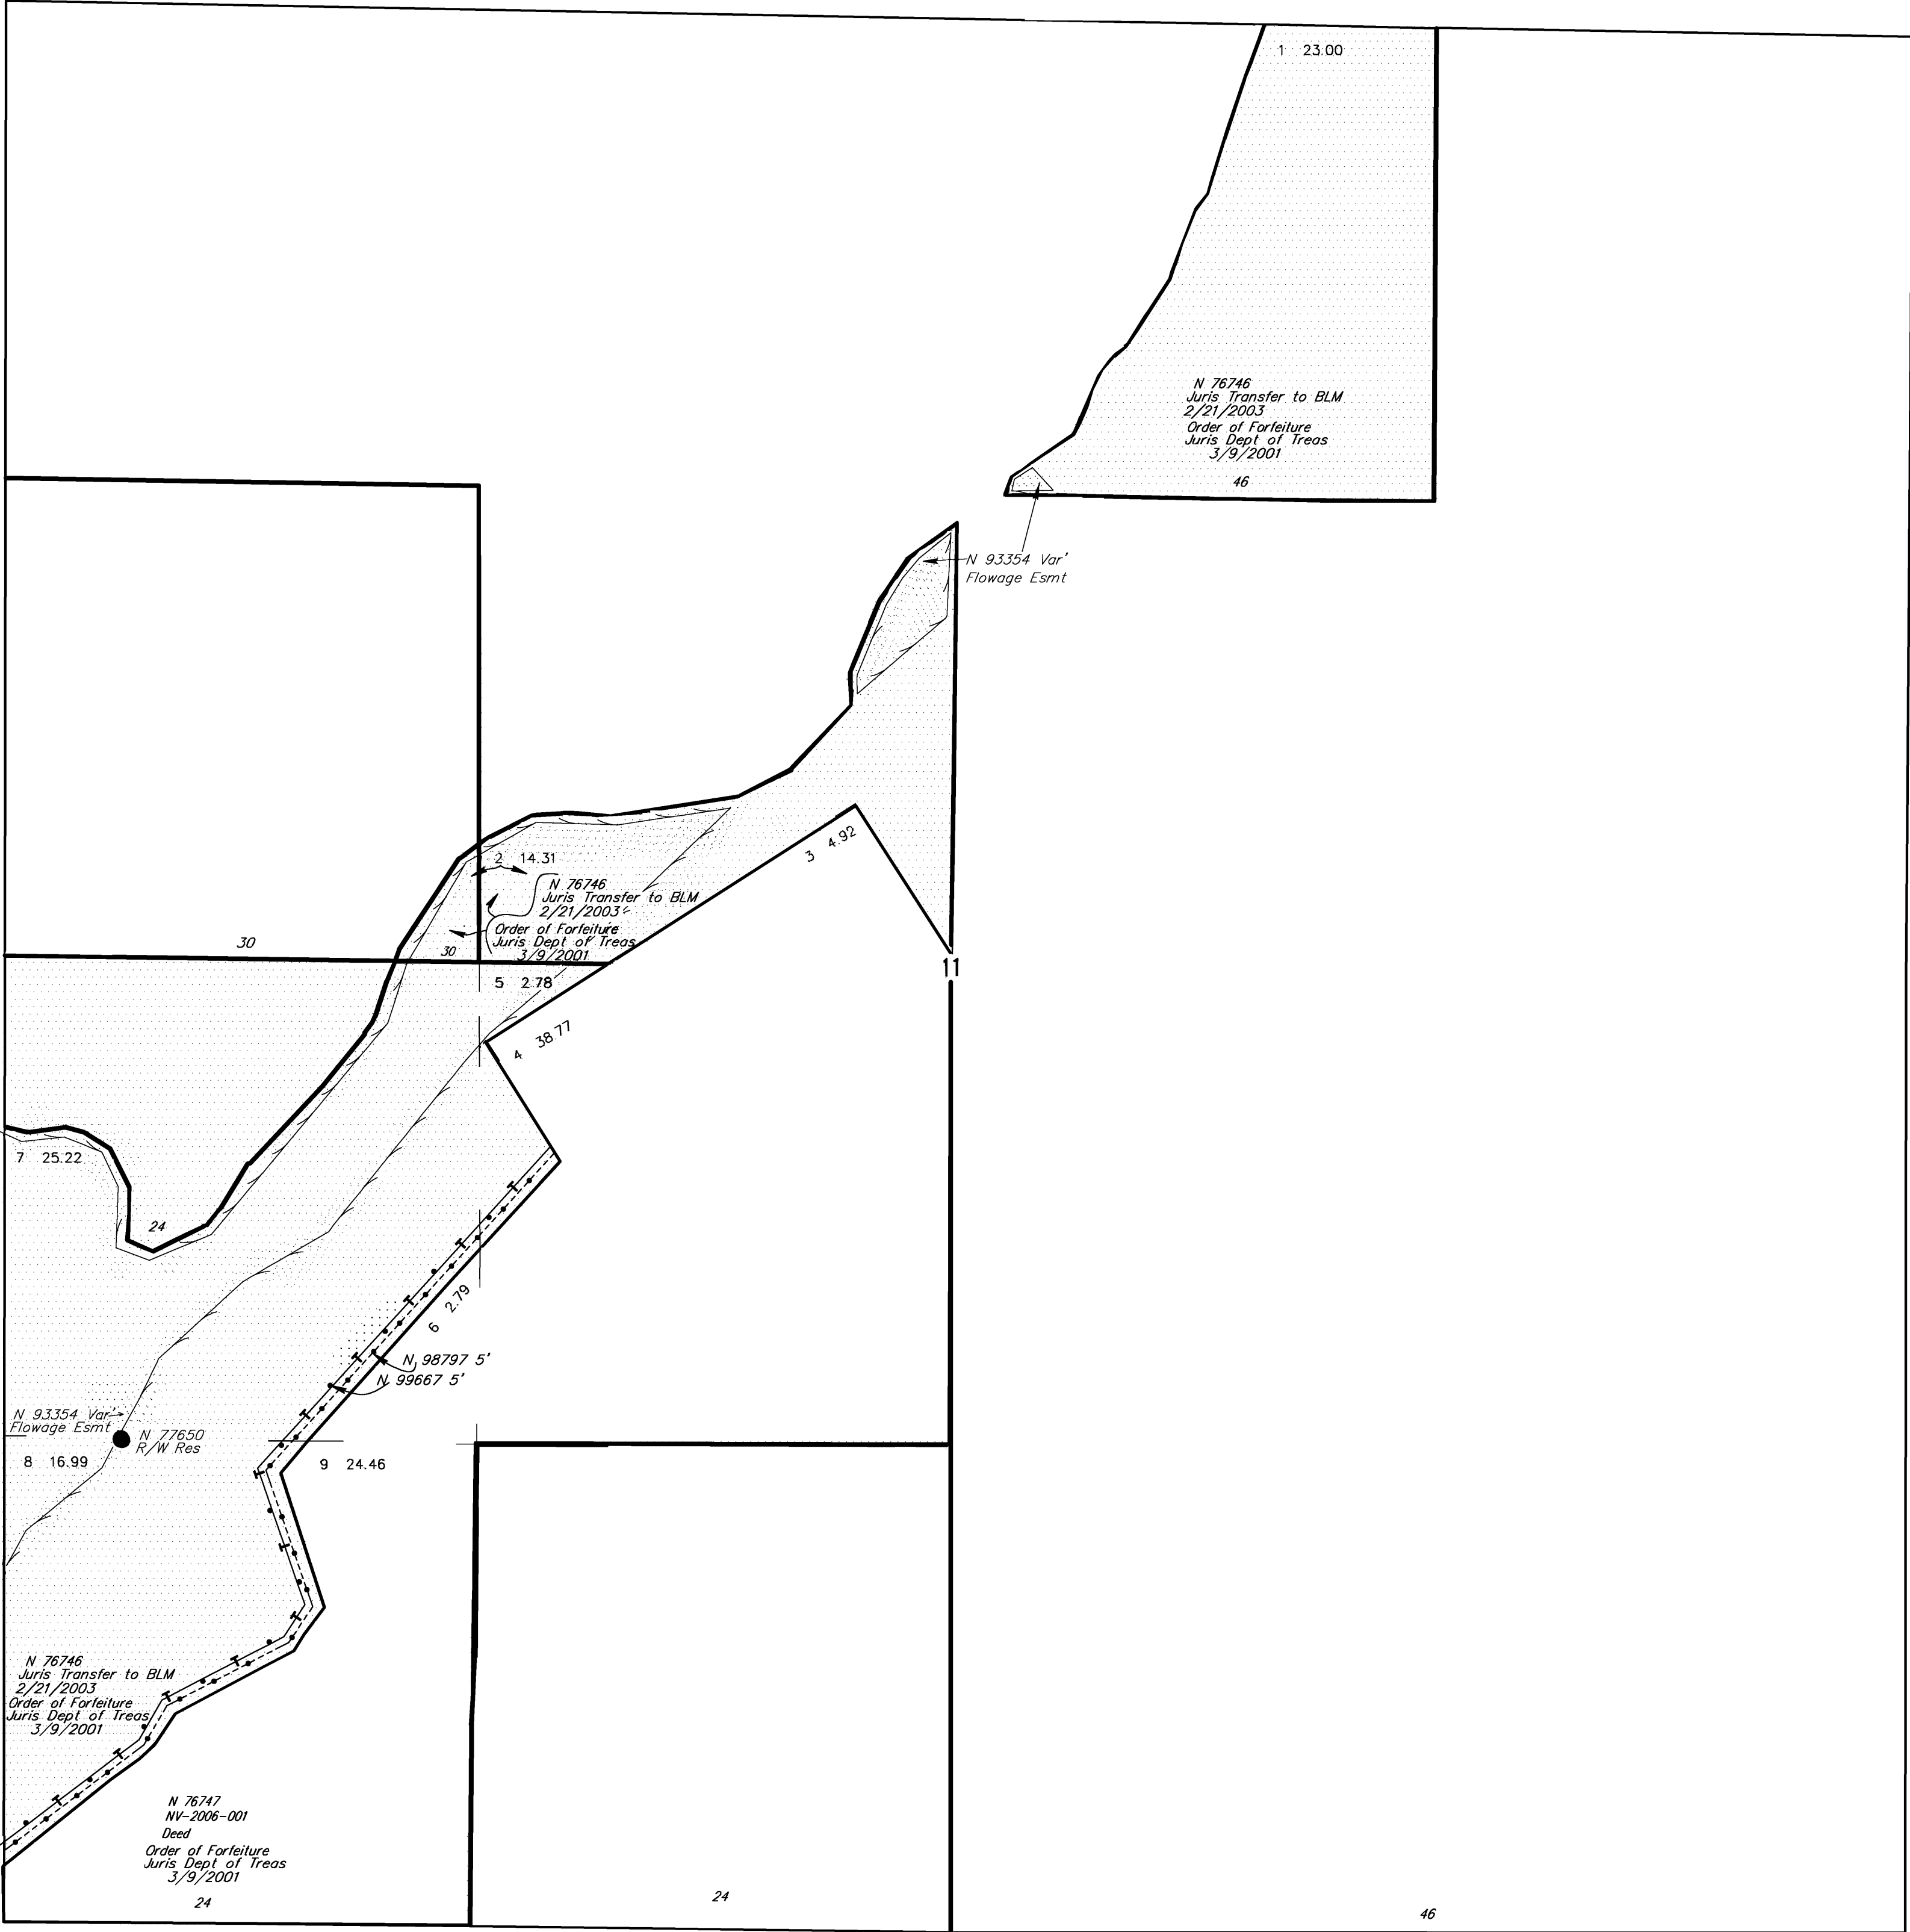 1 23.00
N 76746
Juris Transfer to BLM
2/21/2003
Order of Forfeiture
Juris Dept of Treas
3/9/2001
46
N 93354 Var'
Flowage Esmt
3 4.92
2 14.31
N 76746
Juris Transfer to BLM
2/21/2003
Order of Forfeiture
Juris Dept of Treas
3/9/2001
30
30
11
5 2.78
4 38.77
7 25.22
24
6 2.79
N 98797 5'
N 99667 5'
N 93354 Var'
Flowage Esmt
N 77650
R/W Res
8 16.99
9 24.46
N 76746
Juris Transfer to BLM
2/21/2003
Order of Forfeiture
Juris Dept of Treas
3/9/2001
N 76747
NV-2006-001
Deed
Order of Forfeiture
Juris Dept of Treas
3/9/2001
24
24
46